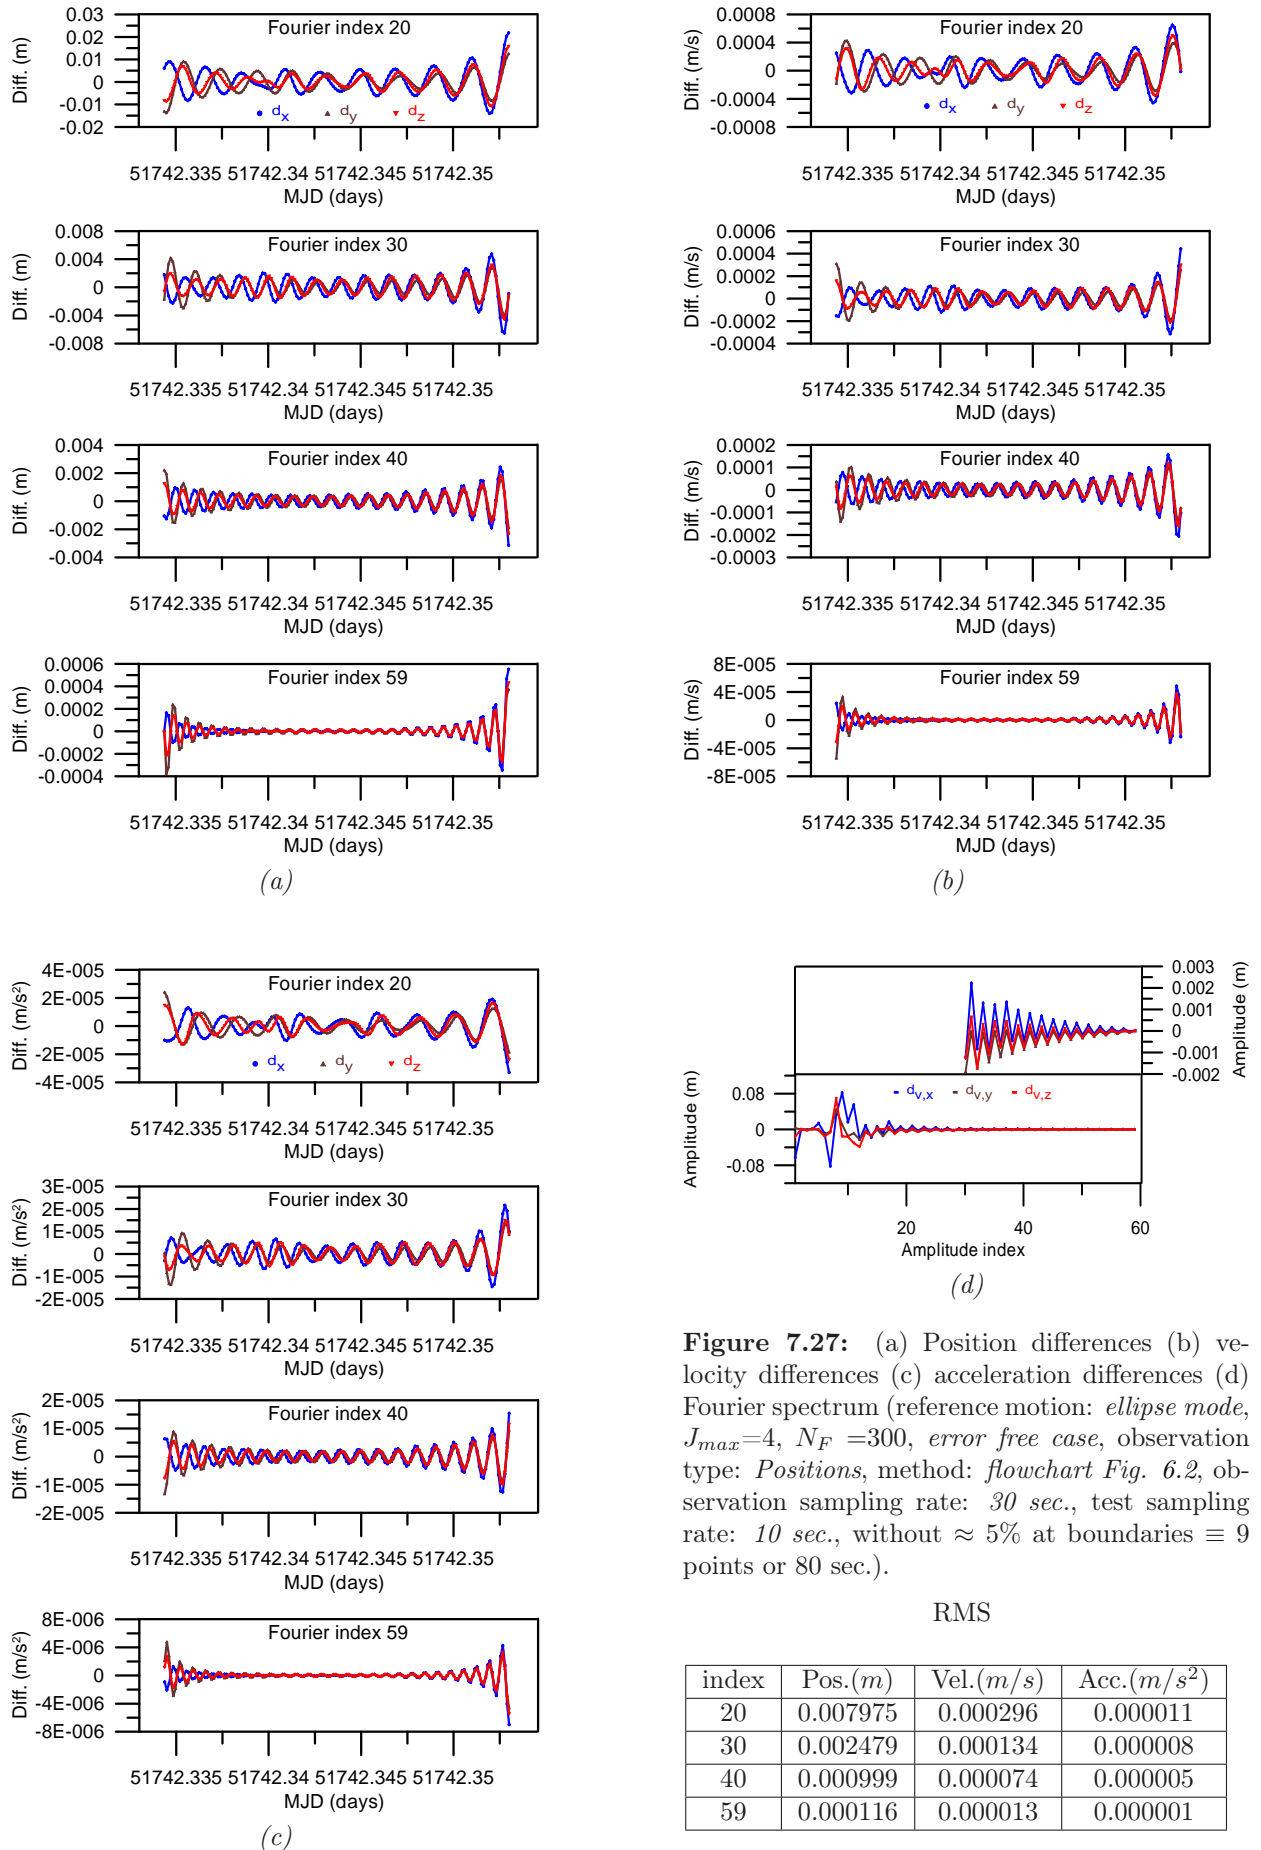 0.03
0.02
0.01
0
-0.01
-0.02
Diff. (m)
Fourier index 20
dx dy dz
51742.335 51742.34 51742.345 51742.35
MJD (days)
0.008
0.004
0
-0.004
-0.008
Diff. (m)
Fourier index 30
51742.335 51742.34 51742.345 51742.35
MJD (days)
0.004
0.002
0
-0.002
-0.004
Diff. (m)
Fourier index 40
51742.335 51742.34 51742.345 51742.35
MJD (days)
0.0006
0.0004
0.0002
0
-0.0002
-0.0004
Diff. (m)
Fourier index 59
51742.335 51742.34 51742.345 51742.35
MJD (days)
(a)
0.0008
0.0004
0
-0.0004
-0.0008
Diff. (m/s)
Fourier index 20
dx dy dz
51742.335 51742.34 51742.345 51742.35
MJD (days)
0.0006
0.0004
0.0002
0
-0.0002
-0.0004
Diff. (m/s)
Fourier index 30
51742.335 51742.34 51742.345 51742.35
MJD (days)
0.0002
0.0001
0
-0.0001
-0.0002
-0.0003
Diff. (m/s)
Fourier index 40
51742.335 51742.34 51742.345 51742.35
MJD (days)
8E-005
4E-005
0
-4E-005
-8E-005
Diff. (m/s)
Fourier index 59
51742.335 51742.34 51742.345 51742.35
MJD (days)
(b)
4E-005
2E-005
0
-2E-005
-4E-005
Diff. (m/s²)
Fourier index 20
dx dy dz
51742.335 51742.34 51742.345 51742.35
MJD (days)
3E-005
2E-005
1E-005
0
-1E-005
-2E-005
Diff. (m/s²)
Fourier index 30
51742.335 51742.34 51742.345 51742.35
MJD (days)
2E-005
1E-005
0
-1E-005
-2E-005
Diff. (m/s²)
Fourier index 40
51742.335 51742.34 51742.345 51742.35
MJD (days)
8E-006
4E-006
0
-4E-006
-8E-006
Diff. (m/s²)
Fourier index 59
51742.335 51742.34 51742.345 51742.35
MJD (days)
(c)
0.003
0.002
0.001
0
-0.001
-0.002
Amplitude (m)
0.08
0
-0.08
Amplitude (m)
dv,x dv,y dv,z
20 40 60
Amplitude index
(d)
Figure 7.27: (a) Position differences (b) ve-
locity differences (c) acceleration differences (d)
Fourier spectrum (reference motion: ellipse mode,
Jmax=4, NF =300, error free case, observation
type: Positions, method: flowchart Fig. 6.2, ob-
servation sampling rate: 30 sec., test sampling
rate: 10 sec., without ≈ 5% at boundaries ≡ 9
points or 80 sec.).
RMS
index Pos.(m) Vel.(m/s) Acc.(m/s²)
20 0.007975 0.000296 0.000011
30 0.002479 0.000134 0.000008
40 0.000999 0.000074 0.000005
59 0.000116 0.000013 0.000001